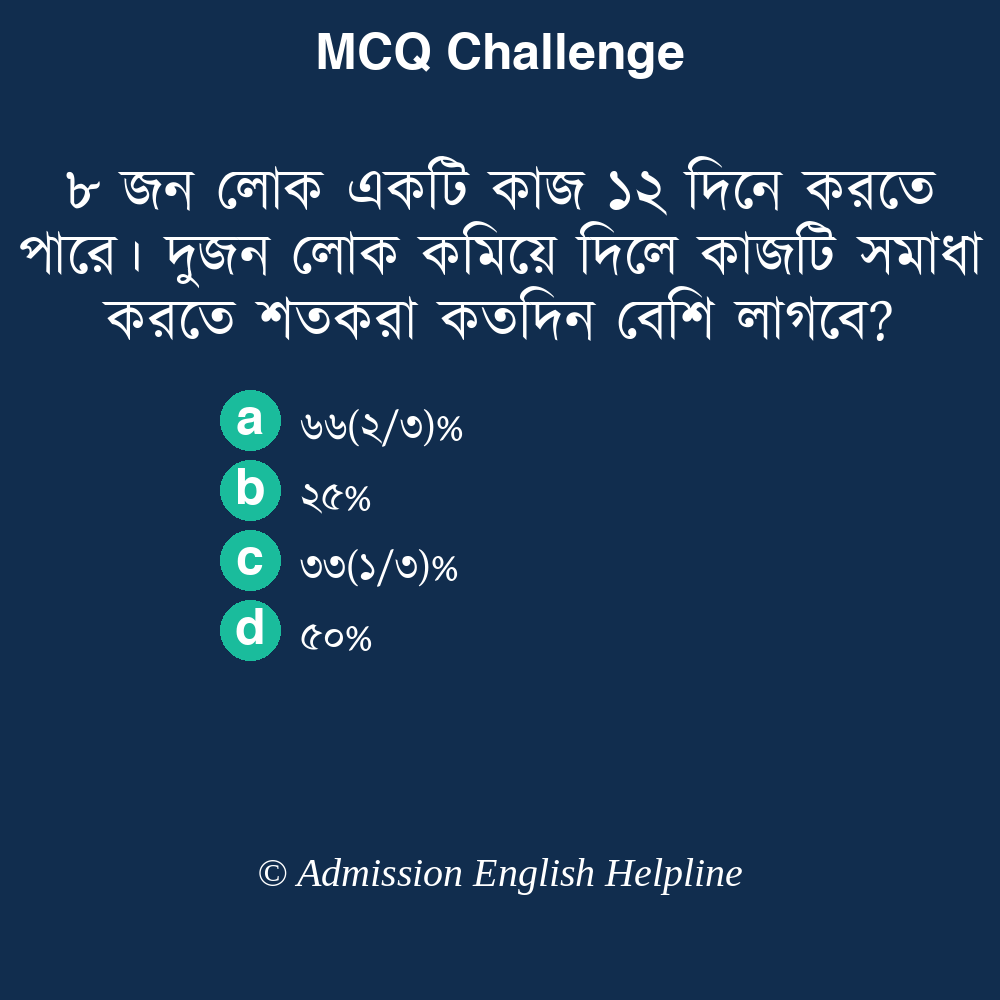 MCQ Challenge
৮ জন লোক একটি কাজ ১২ দিনে করতে
পারে। দুজন লোক কমিয়ে দিলে কাজটি সমাধা
করতে শতকরা কতদিন বেশি লাগবে?
a ৬৬(২/৩)%
b ২৫%
c ৩৩(১/৩)%
d ৫০%
© Admission English Helpline